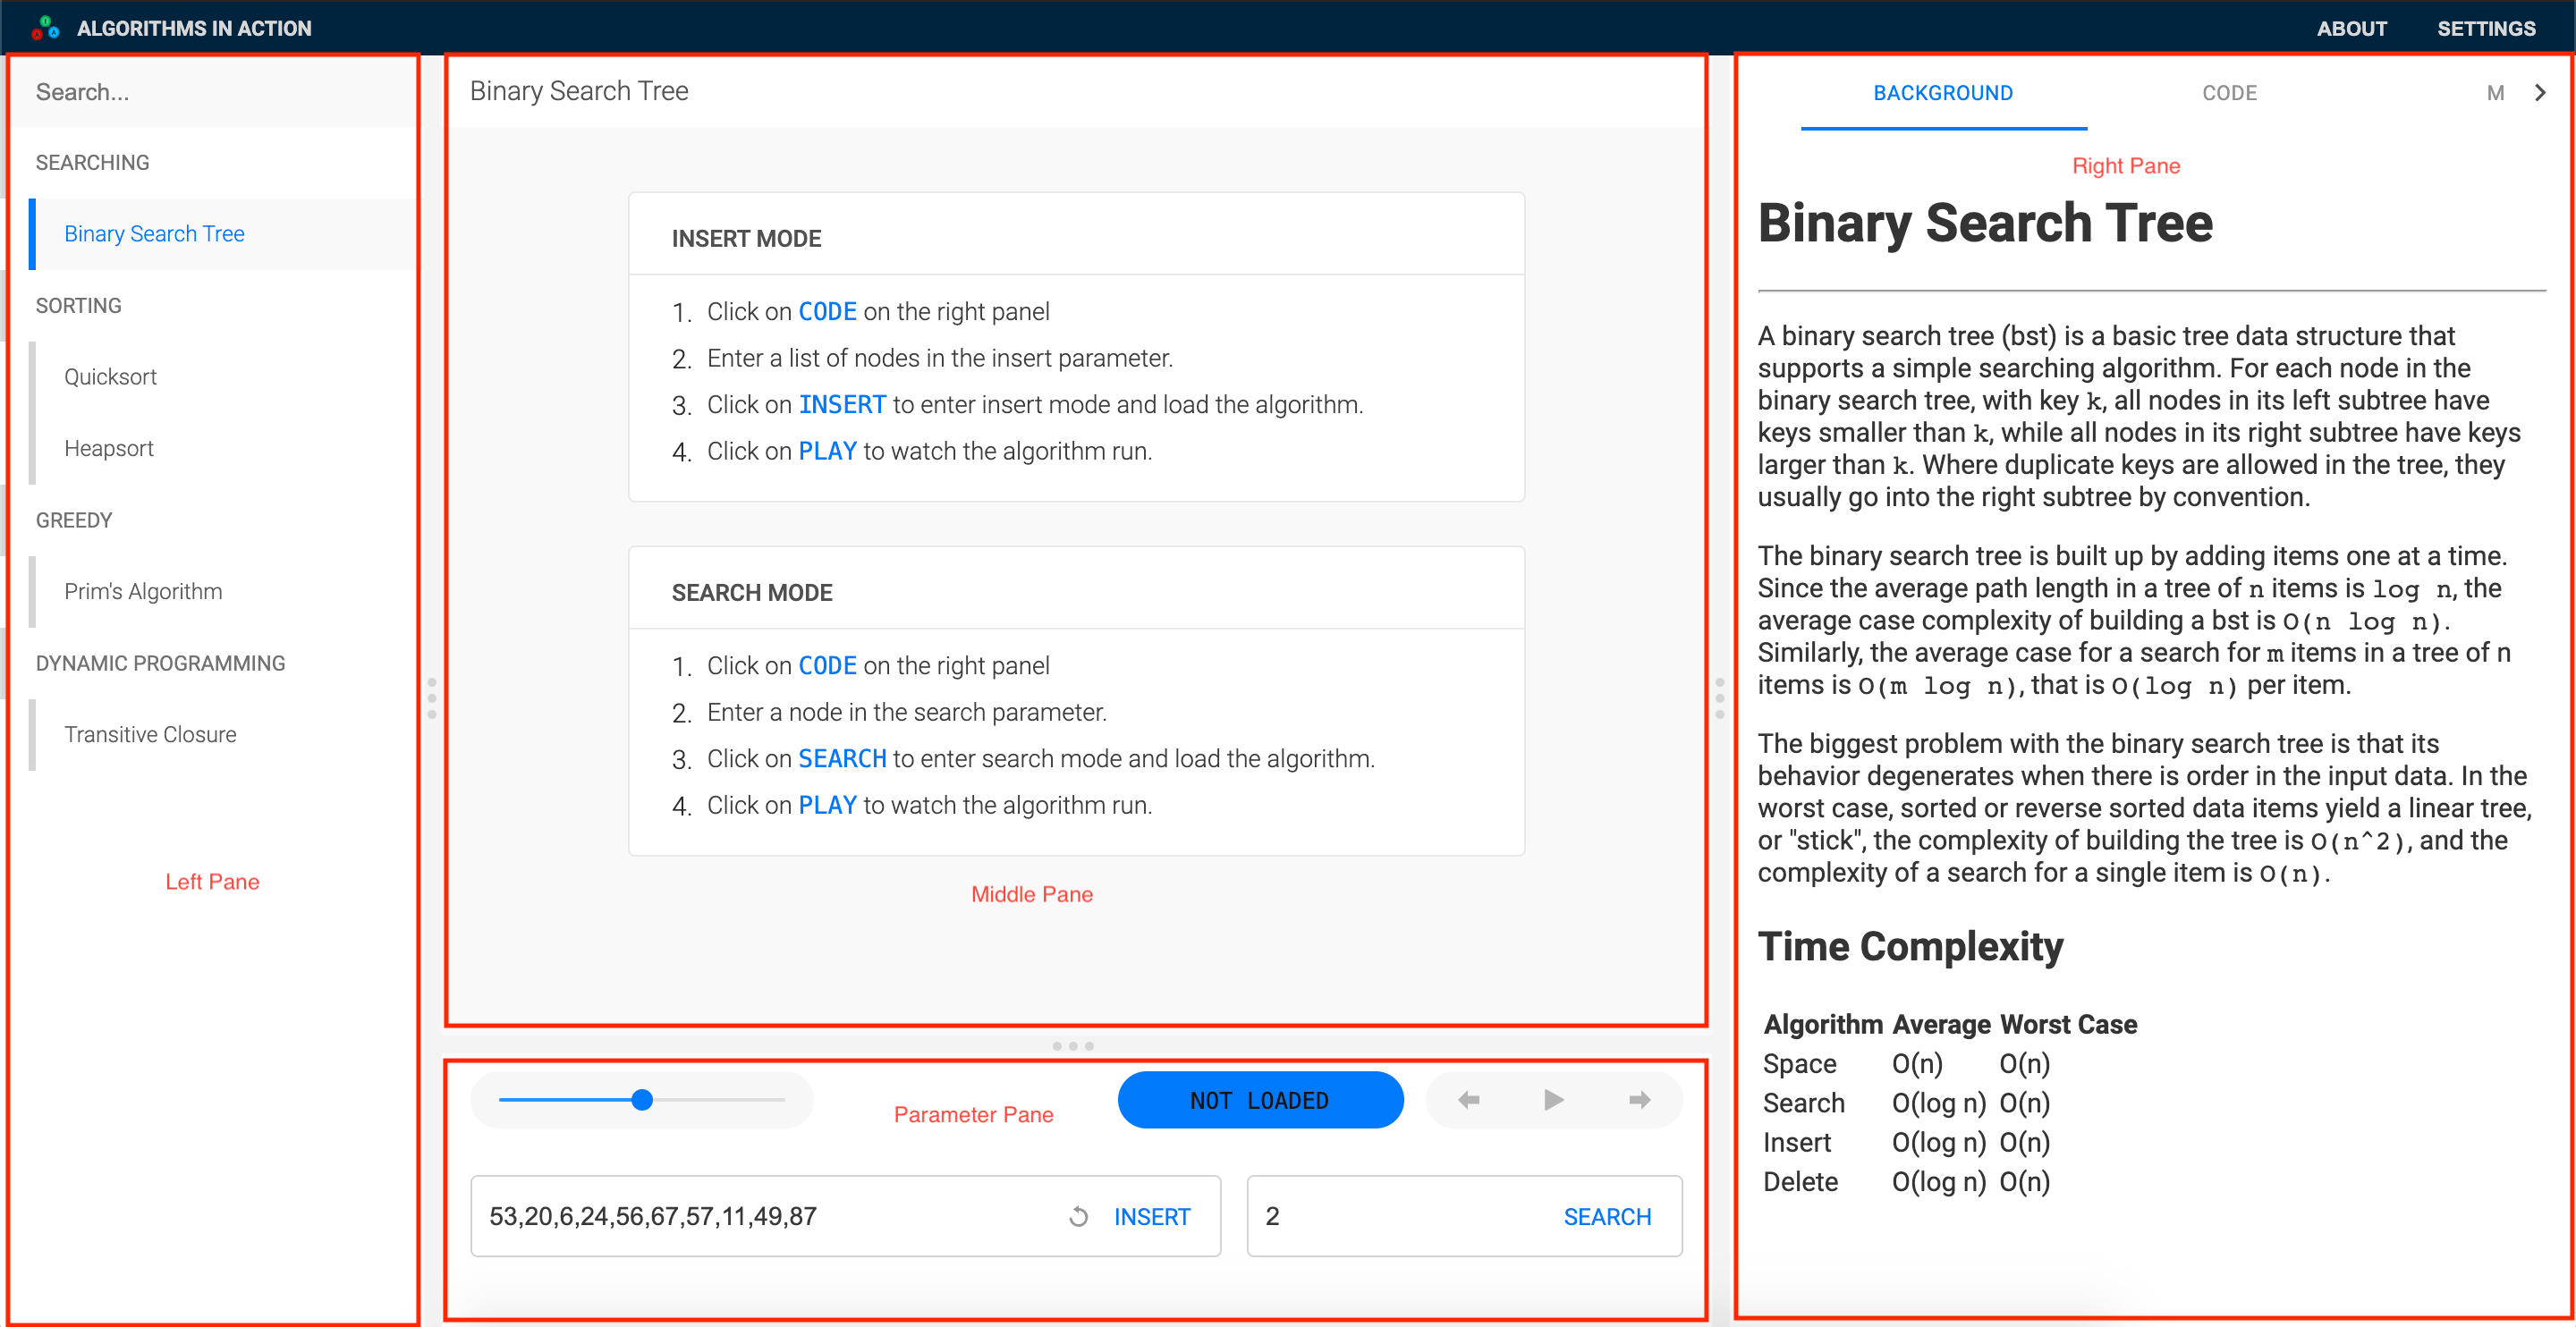 ALGORITHMS IN ACTION
ABOUT
SETTINGS
Search...
SEARCHING
Binary Search Tree
SORTING
Quicksort
Heapsort
GREEDY
Prim's Algorithm
DYNAMIC PROGRAMMING
Transitive Closure
Left Pane
Binary Search Tree
INSERT MODE
1. Click on CODE on the right panel
2. Enter a list of nodes in the insert parameter.
3. Click on INSERT to enter insert mode and load the algorithm.
4. Click on PLAY to watch the algorithm run.
SEARCH MODE
1. Click on CODE on the right panel
2. Enter a node in the search parameter.
3. Click on SEARCH to enter search mode and load the algorithm.
4. Click on PLAY to watch the algorithm run.
Middle Pane
Parameter Pane
NOT LOADED
53,20,6,24,56,67,57,11,49,87
INSERT
2
SEARCH
BACKGROUND
CODE
M
Right Pane
Binary Search Tree
A binary search tree (bst) is a basic tree data structure that
supports a simple searching algorithm. For each node in the
binary search tree, with key k, all nodes in its left subtree have
keys smaller than k, while all nodes in its right subtree have keys
larger than k. Where duplicate keys are allowed in the tree, they
usually go into the right subtree by convention.
The binary search tree is built up by adding items one at a time.
Since the average path length in a tree of n items is log n, the
average case complexity of building a bst is O(n log n).
Similarly, the average case for a search for m items in a tree of n
items is O(m log n), that is O(log n) per item.
The biggest problem with the binary search tree is that its
behavior degenerates when there is order in the input data. In the
worst case, sorted or reverse sorted data items yield a linear tree,
or "stick", the complexity of building the tree is O(n^2), and the
complexity of a search for a single item is O(n).
Time Complexity
Algorithm Average Worst Case
Space O(n) O(n)
Search O(log n) O(n)
Insert O(log n) O(n)
Delete O(log n) O(n)